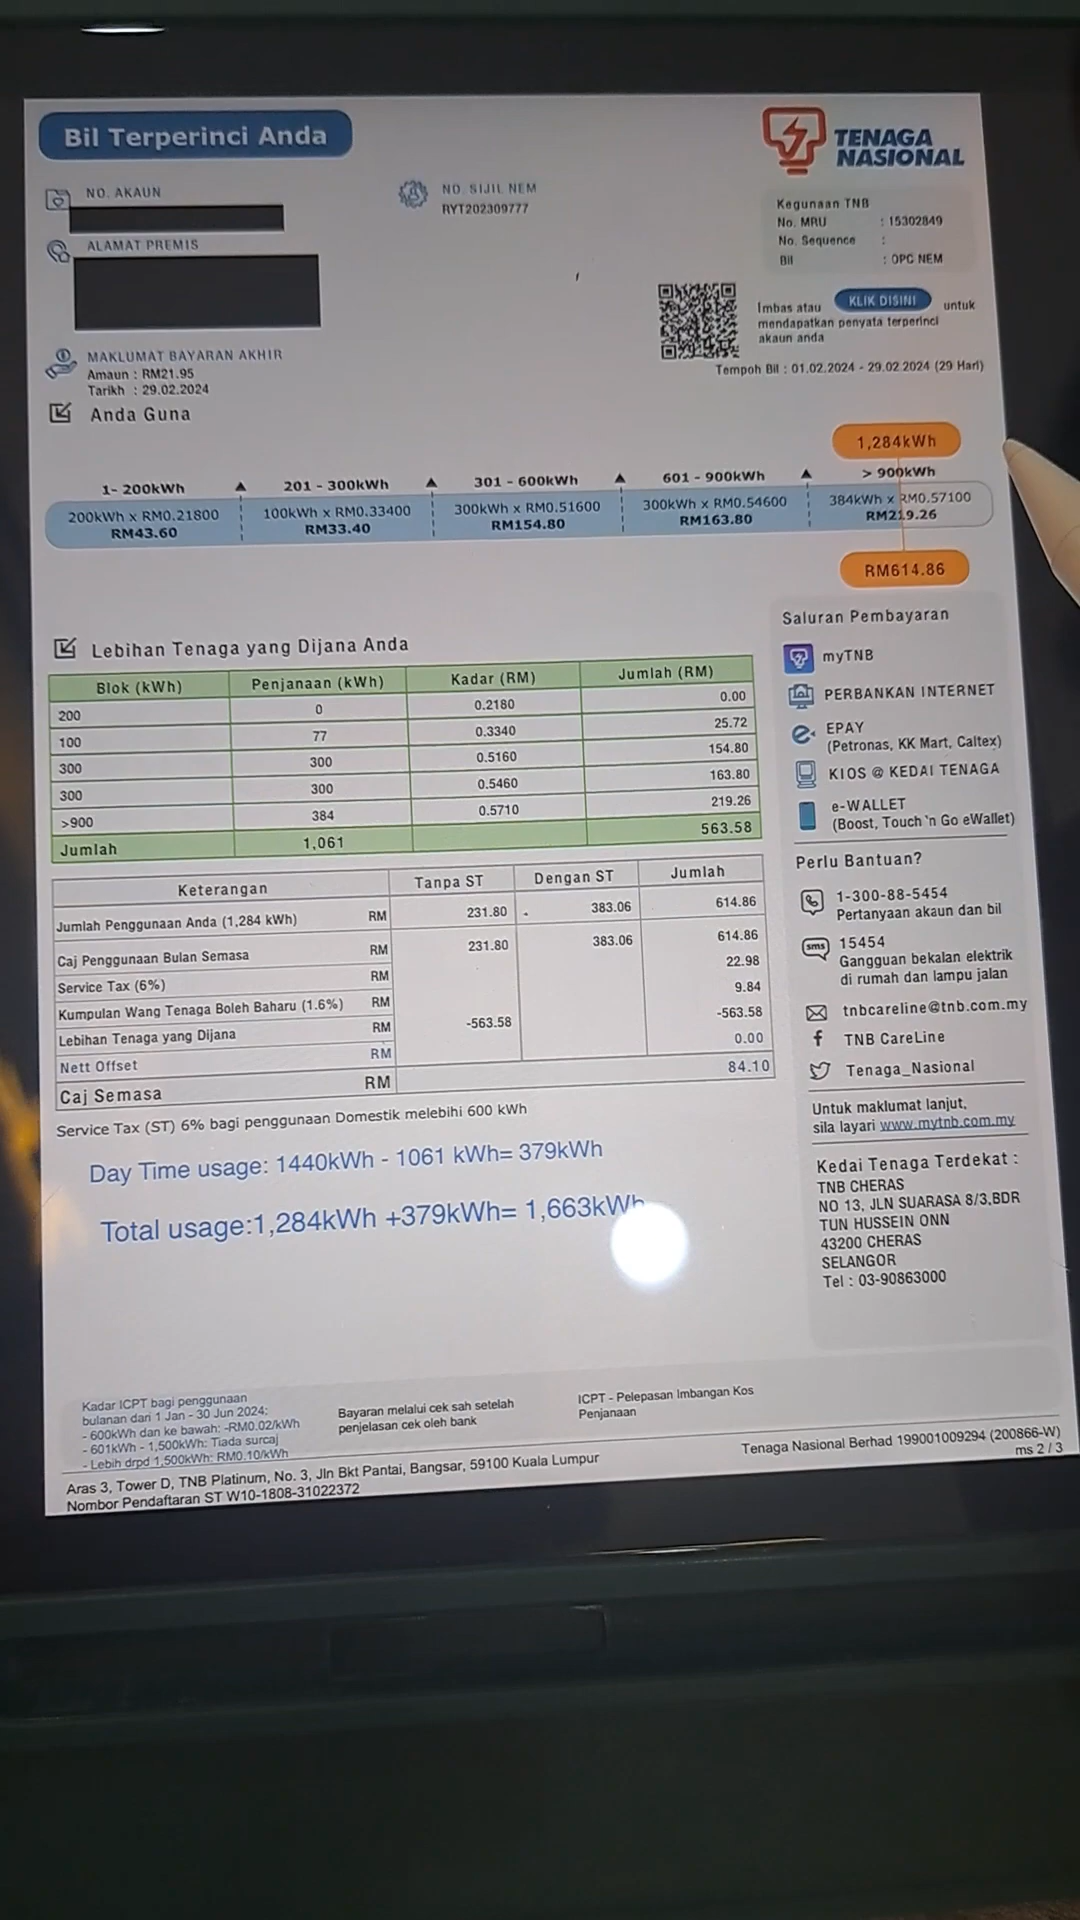 Bil Terperinci Anda
TENAGA
NASIONAL
NO. AKAUN
NO. SIJIL NEM
RYT202309777
Kegunaan TNB
No. MRU : 15302849
No. Sequence :
Bil : OPC NEM
ALAMAT PREMIS
Imbas atau KLIK DISINI untuk
mendapatkan penyata terperinci
akaun anda
MAKLUMAT BAYARAN AKHIR
Amaun : RM21.95
Tarikh : 29.02.2024
Tempoh Bil : 01.02.2024 - 29.02.2024 (29 Hari)
Anda Guna
1,284kWh
1- 200kWh 201 - 300kWh 301 - 600kWh 601 - 900kWh > 900kWh
200kWh x RM0.21800 100kWh x RM0.33400 300kWh x RM0.51600 300kWh x RM0.54600 384kWh x RM0.57100
RM43.60 RM33.40 RM154.80 RM163.80 RM219.26
RM614.86
Lebihan Tenaga yang Dijana Anda
Blok (kWh) Penjanaan (kWh) Kadar (RM) Jumlah (RM)
200 0 0.2180 0.00
100 77 0.3340 25.72
300 300 0.5160 154.80
300 300 0.5460 163.80
>900 384 0.5710 219.26
Jumlah 1,061 563.58
Keterangan Tanpa ST Dengan ST Jumlah
Jumlah Penggunaan Anda (1,284 kWh) RM 231.80 383.06 614.86
Caj Penggunaan Bulan Semasa RM 231.80 383.06 614.86
Service Tax (6%) RM 22.98
Kumpulan Wang Tenaga Boleh Baharu (1.6%) RM 9.84
Lebihan Tenaga yang Dijana RM -563.58 -563.58
Nett Offset RM 0.00
Caj Semasa RM 84.10
Service Tax (ST) 6% bagi penggunaan Domestik melebihi 600 kWh
Day Time usage: 1440kWh - 1061 kWh= 379kWh
Total usage:1,284kWh +379kWh= 1,663kWh
Saluran Pembayaran
myTNB
PERBANKAN INTERNET
EPAY
(Petronas, KK Mart, Caltex)
KIOS @ KEDAI TENAGA
e-WALLET
(Boost, Touch 'n Go eWallet)
Perlu Bantuan?
1-300-88-5454
Pertanyaan akaun dan bil
sms 15454
Gangguan bekalan elektrik
di rumah dan lampu jalan
tnbcareline@tnb.com.my
TNB CareLine
Tenaga_Nasional
Untuk maklumat lanjut,
sila layari www.mytnb.com.my
Kedai Tenaga Terdekat :
TNB CHERAS
NO 13, JLN SUARASA 8/3,BDR
TUN HUSSEIN ONN
43200 CHERAS
SELANGOR
Tel : 03-90863000
Kadar ICPT bagi penggunaan
bulanan dari 1 Jan - 30 Jun 2024;
- 600kWh dan ke bawah: -RM0.02/kWh
- 601kWh - 1,500kWh: Tiada surcaj
- Lebih drpd 1,500kWh: RM0.10/kWh
Bayaran melalui cek sah setelah
penjelasan cek oleh bank
ICPT - Pelepasan Imbangan Kos
Penjanaan
Aras 3, Tower D, TNB Platinum, No. 3, Jln Bkt Pantai, Bangsar, 59100 Kuala Lumpur
Nombor Pendaftaran ST W10-1808-31022372
Tenaga Nasional Berhad 199001009294 (200866-W)
ms 2 / 3